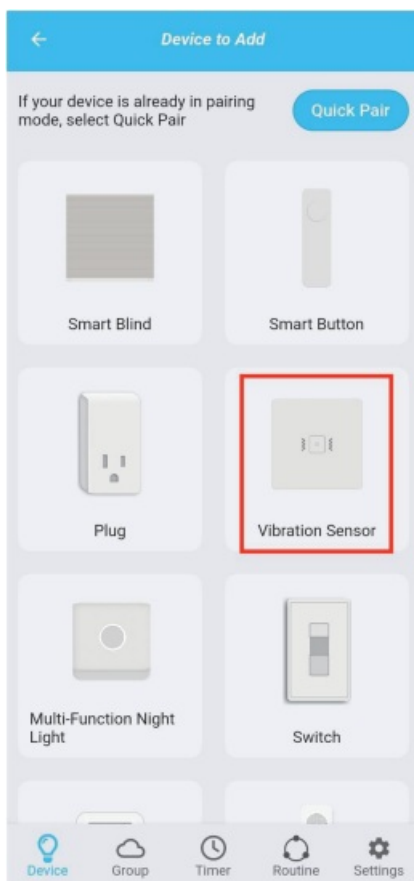 Device to Add
If your device is already in pairing
mode, select Quick Pair
Quick Pair
Smart Blind
Smart Button
Plug
Vibration Sensor
Multi-Function Night
Light
Switch
Device
Group
Timer
Routine
Settings